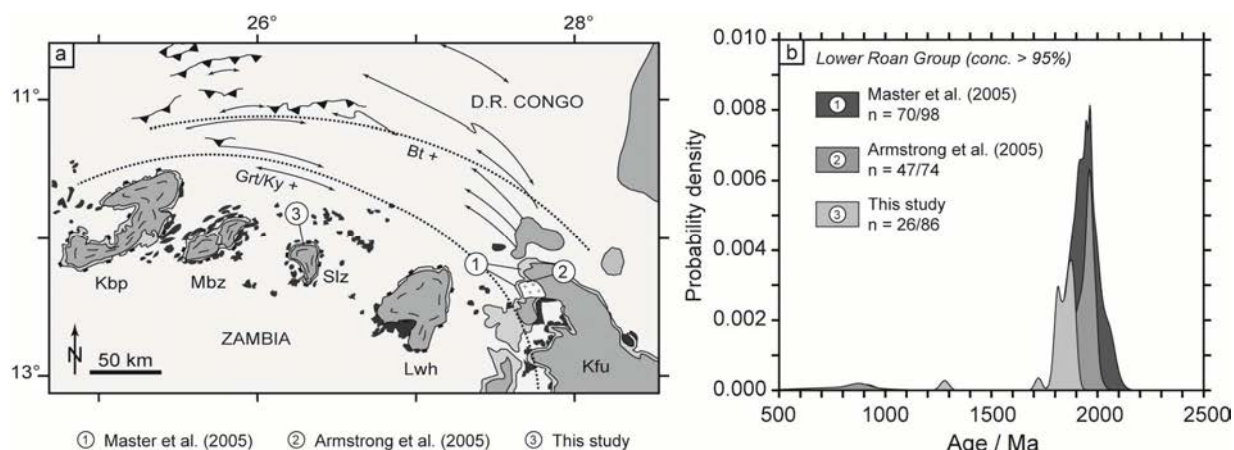 26°
28°
a
11°
D.R. CONGO
Bt +
Grt/Ky +
3
1
2
Kbp
Mbz
Slz
ZAMBIA
Lwh
Kfu
N
50 km
13°
1 Master et al. (2005) 2 Armstrong et al. (2005) 3 This study
b
Lower Roan Group (conc. > 95%)
1 Master et al. (2005)
n = 70/98
2 Armstrong et al. (2005)
n = 47/74
3 This study
n = 26/86
Probability density
0.010
0.008
0.006
0.004
0.002
0.000
500 1000 1500 2000 2500
Age / Ma